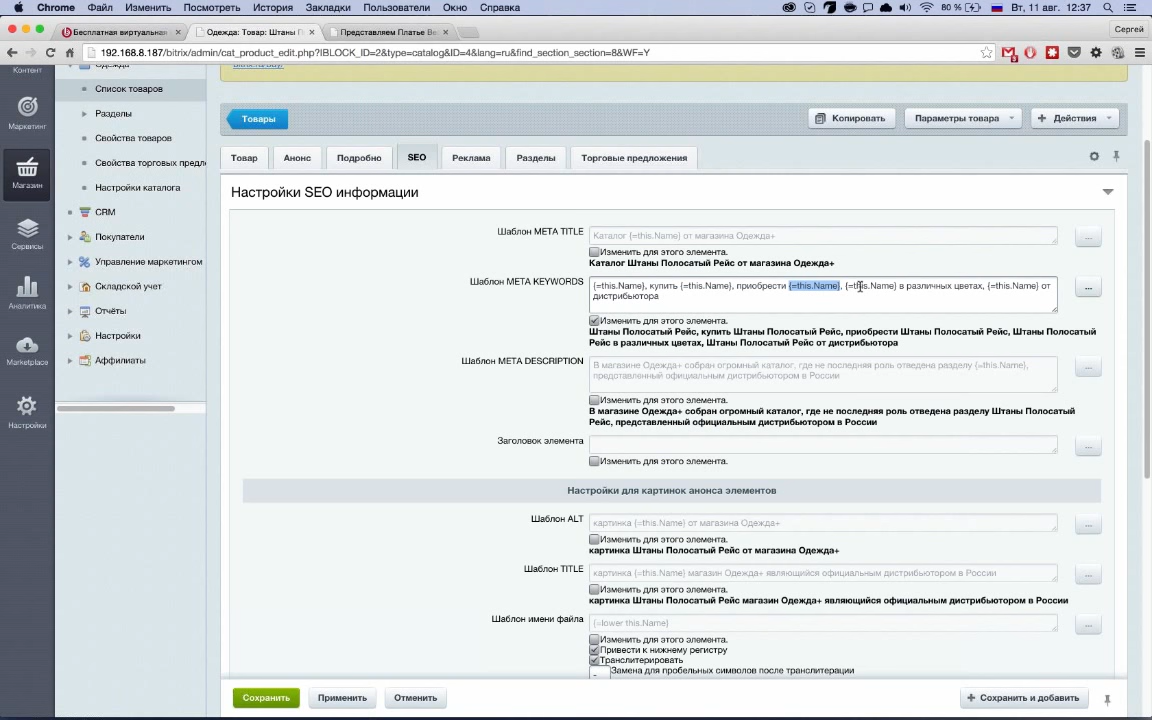 Chrome Файл Изменить Посмотреть История Закладки Пользователи Окно Справка 80 % Вт, 11 авг. 12:37
Бесплатная виртуальная Одежда: Товар: Штаны Представляем Платье Сергей
192.168.8.187/bitrix/admin/cat_product_edit.php?IBLOCK_ID=2&type=catalog&ID=4&lang=ru&find_section_section=8&WF=Y
Контент
Маркетинг
Магазин
Сервисы
Аналитика
Marketplace
Настройки
Одежда
Список товаров
Разделы
Свойства товаров
Свойства торговых предл
Настройки каталога
CRM
Покупатели
Управление маркетингом
Складской учет
Отчёты
Настройки
Аффилиаты
Товары Копировать Параметры товара + Действия
Товар Анонс Подробно SEO Реклама Разделы Торговые предложения
Настройки SEO информации
Шаблон META TITLE Каталог {=this.Name} от магазина Одежда+ ...
Изменить для этого элемента.
Каталог Штаны Полосатый Рейс от магазина Одежда+
Шаблон META KEYWORDS {=this.Name}, купить {=this.Name}, приобрести {=this.Name}, {=this.Name} в различных цветах, {=this.Name} от ...
дистрибьютора
Изменить для этого элемента.
Штаны Полосатый Рейс, купить Штаны Полосатый Рейс, приобрести Штаны Полосатый Рейс, Штаны Полосатый
Рейс в различных цветах, Штаны Полосатый Рейс от дистрибьютора
Шаблон META DESCRIPTION В магазине Одежда+ собран огромный каталог, где не последняя роль отведена разделу {=this.Name}, ...
представленный официальным дистрибьютором в России
Изменить для этого элемента.
В магазине Одежда+ собран огромный каталог, где не последняя роль отведена разделу Штаны Полосатый
Рейс, представленный официальным дистрибьютором в России
Заголовок элемента ...
Изменить для этого элемента.
Настройки для картинок анонса элементов
Шаблон ALT картинка {=this.Name} от магазина Одежда+ ...
Изменить для этого элемента.
картинка Штаны Полосатый Рейс от магазина Одежда+
Шаблон TITLE картинка {=this.Name} магазин Одежда+ являющийся официальным дистрибьютором в России ...
Изменить для этого элемента.
картинка Штаны Полосатый Рейс магазин Одежда+ являющийся официальным дистрибьютором в России
Шаблон имени файла {=lower this.Name} ...
Изменить для этого элемента.
Привести к нижнему регистру
Транслитерировать
- Замена для пробельных символов после транслитерации
Сохранить Применить Отменить + Сохранить и добавить